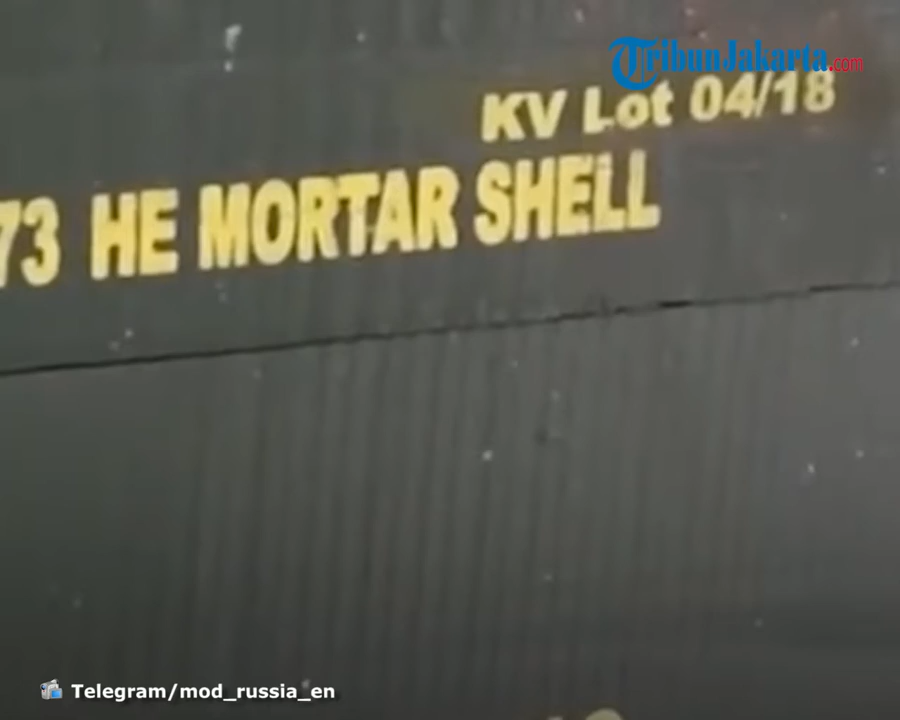 TribunJakarta.com
KV Lot 04/18
73 HE MORTAR SHELL
Telegram/mod_russia_en